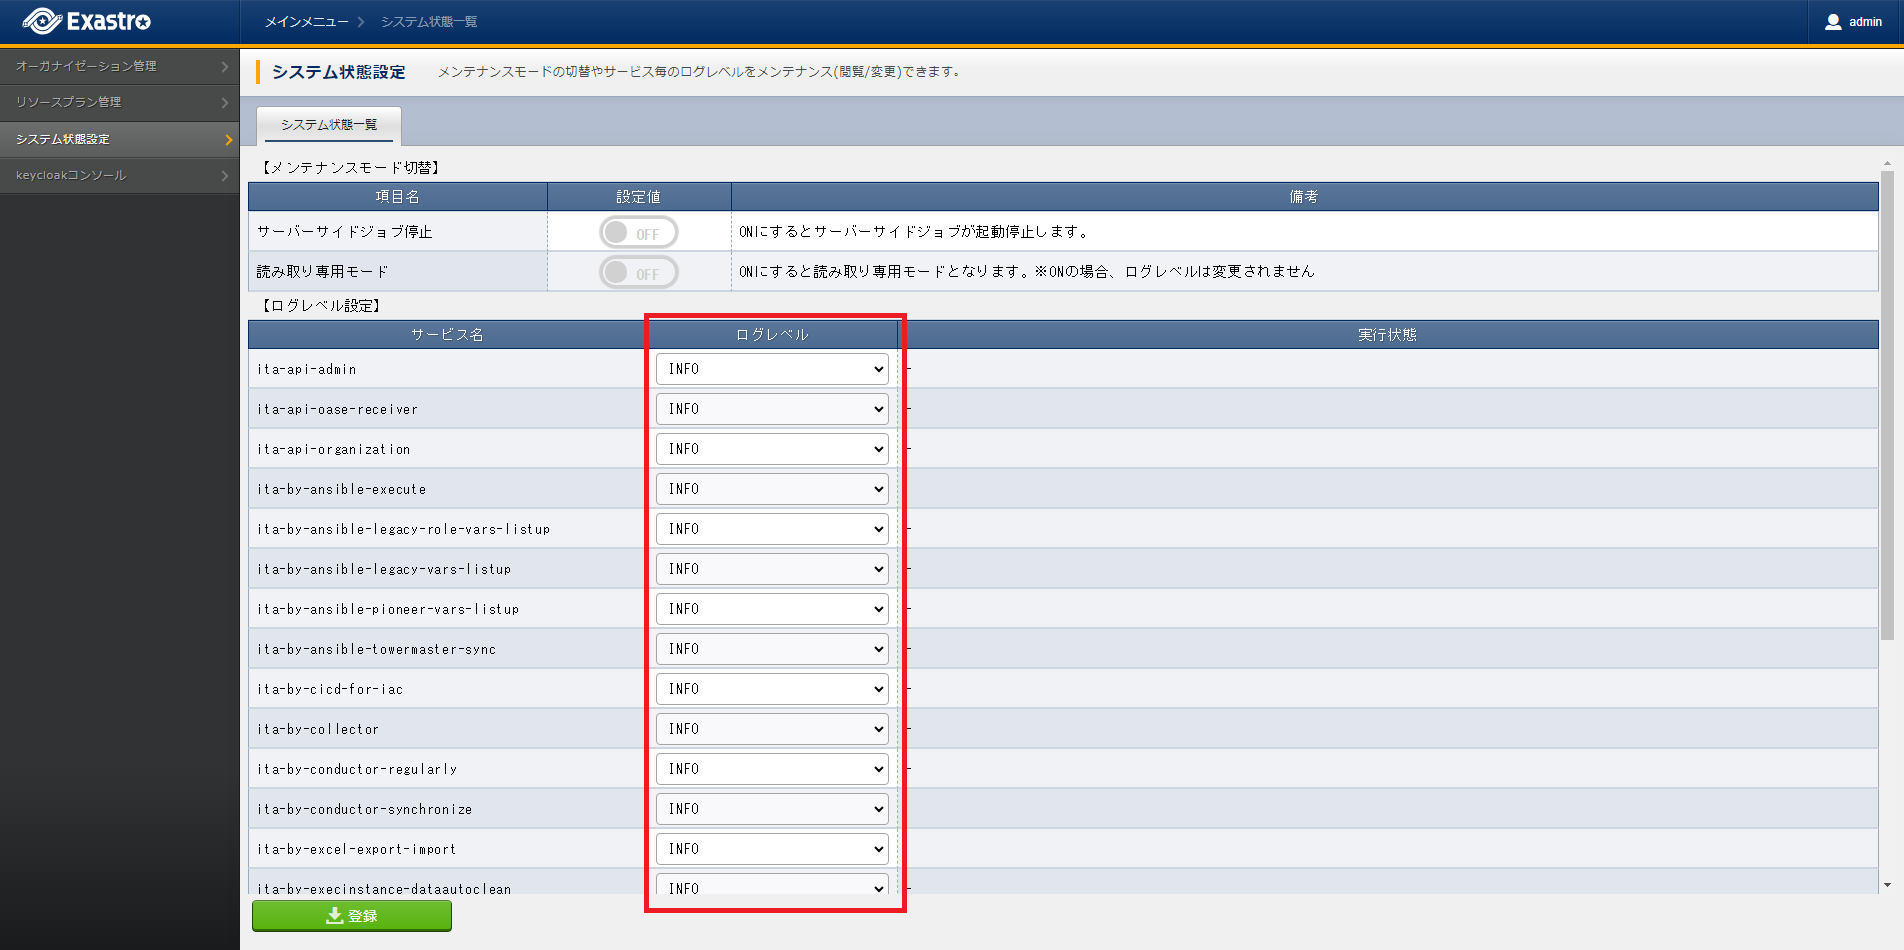 Exastro
メインメニュー システム状態一覧
admin
オーガナイゼーション管理
リソースプラン管理
システム状態設定
keycloakコンソール
システム状態設定 メンテナンスモードの切替やサービス毎のログレベルをメンテナンス(閲覧/変更)できます。
システム状態一覧
【メンテナンスモード切替】
項目名 設定値 備考
サーバーサイドジョブ停止 OFF ONにするとサーバーサイドジョブが起動停止します。
読み取り専用モード OFF ONにすると読み取り専用モードとなります。※ONの場合、ログレベルは変更されません
【ログレベル設定】
サービス名 ログレベル 実行状態
ita-api-admin INFO -
ita-api-oase-receiver INFO -
ita-api-organization INFO -
ita-by-ansible-execute INFO -
ita-by-ansible-legacy-role-vars-listup INFO -
ita-by-ansible-legacy-vars-listup INFO -
ita-by-ansible-pioneer-vars-listup INFO -
ita-by-ansible-towermaster-sync INFO -
ita-by-cicd-for-iac INFO -
ita-by-collector INFO -
ita-by-conductor-regularly INFO -
ita-by-conductor-synchronize INFO -
ita-by-excel-export-import INFO -
ita-by-execinstance-dataautoclean INFO -
登録